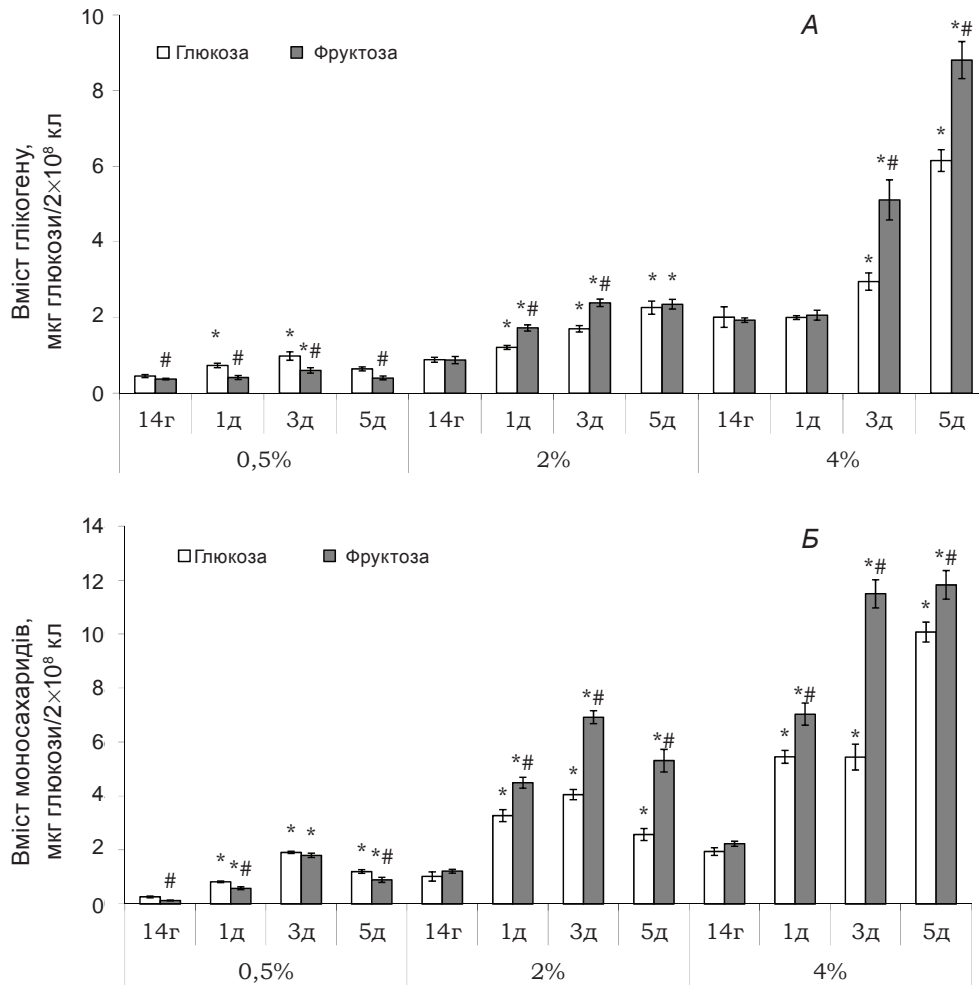 А
Глюкоза Фруктоза
Вміст глікогену,
мкг глюкози/2×10⁸ кл
10
8
6
4
2
0
# * # * *# # * *# * *# * * * *# * *#
14г 1д 3д 5д 14г 1д 3д 5д 14г 1д 3д 5д
0,5% 2% 4%
Б
Глюкоза Фруктоза
Вміст моносахаридів,
мкг глюкози/2×10⁸ кл
14
12
10
8
6
4
2
0
# * *# * * * *# * *# * *# * *# * *# * *# * *#
14г 1д 3д 5д 14г 1д 3д 5д 14г 1д 3д 5д
0,5% 2% 4%